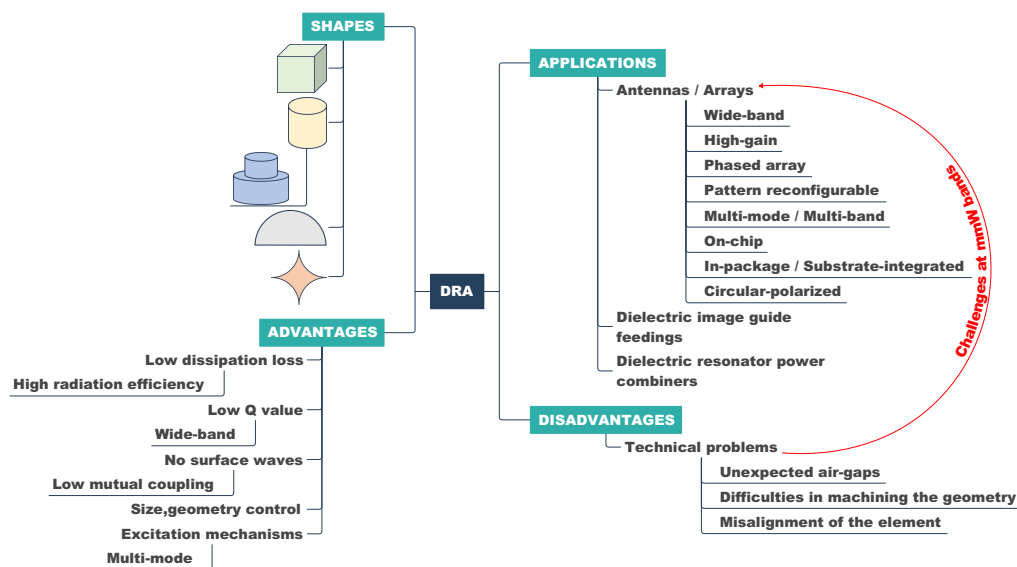 SHAPES
DRA
ADVANTAGES
Low dissipation loss
High radiation efficiency
Low Q value
Wide-band
No surface waves
Low mutual coupling
Size,geometry control
Excitation mechanisms
Multi-mode
APPLICATIONS
Antennas / Arrays
Wide-band
High-gain
Phased array
Pattern reconfigurable
Multi-mode / Multi-band
On-chip
In-package / Substrate-integrated
Circular-polarized
Dielectric image guide
feedings
Dielectric resonator power
combiners
DISADVANTAGES
Technical problems
Unexpected air-gaps
Difficulties in machining the geometry
Misalignment of the element
Challenges at mmW bands